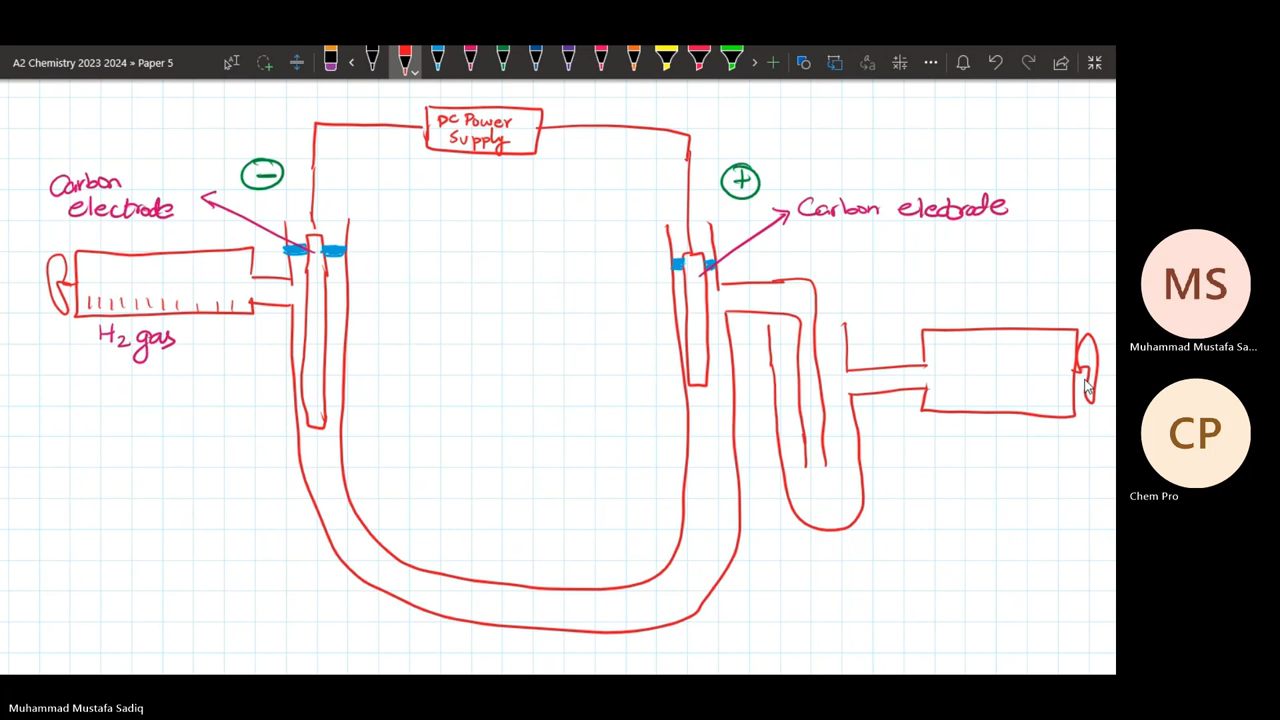 A2 Chemistry 2023 2024 » Paper 5
DC Power
Supply
−
+
Carbon
electrode
Carbon electrode
H2 gas
MS
Muhammad Mustafa Sa...
CP
Chem Pro
Muhammad Mustafa Sadiq